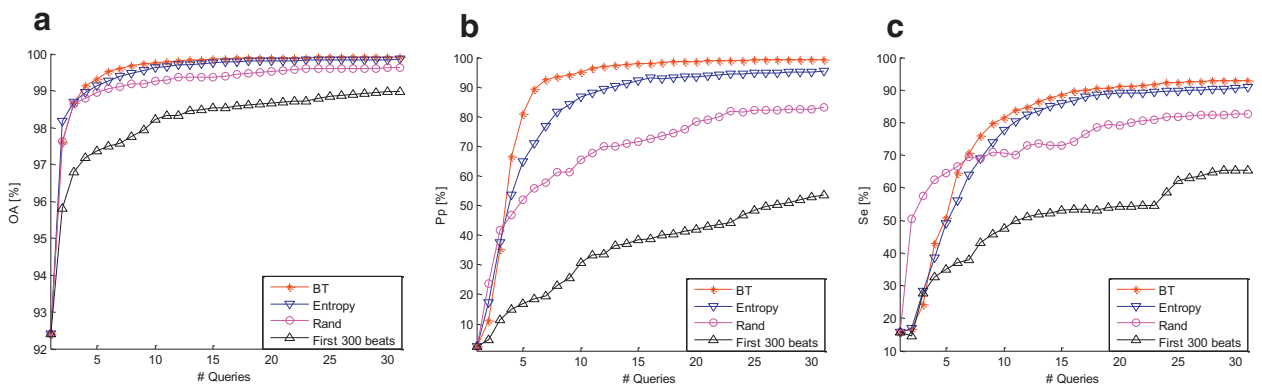 a
OA [%]
100
99
98
97
96
95
94
93
92
5
10
15
20
25
30
# Queries
BT
Entropy
Rand
First 300 beats
b
Pp [%]
100
90
80
70
60
50
40
30
20
10
5
10
15
20
25
30
# Queries
BT
Entropy
Rand
First 300 beats
c
Se [%]
100
90
80
70
60
50
40
30
20
10
5
10
15
20
25
30
# Queries
BT
Entropy
Rand
First 300 beats